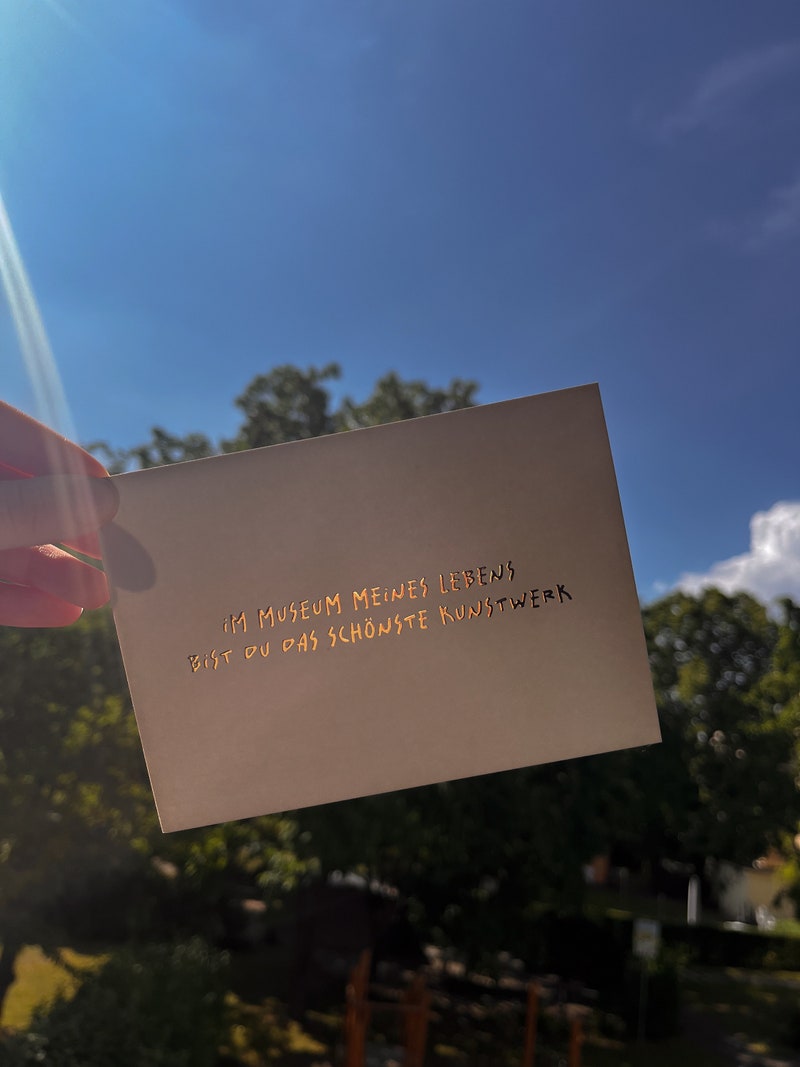 iM MUSEUM MEiNES LEBENS
BiST DU DAS SCHÖNSTE KUNSTWERK